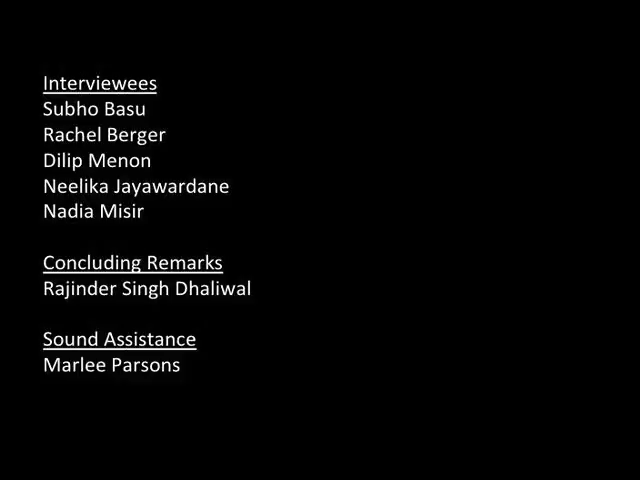 Interviewees
Subho Basu
Rachel Berger
Dilip Menon
Neelika Jayawardane
Nadia Misir
Concluding Remarks
Rajinder Singh Dhaliwal
Sound Assistance
Marlee Parsons